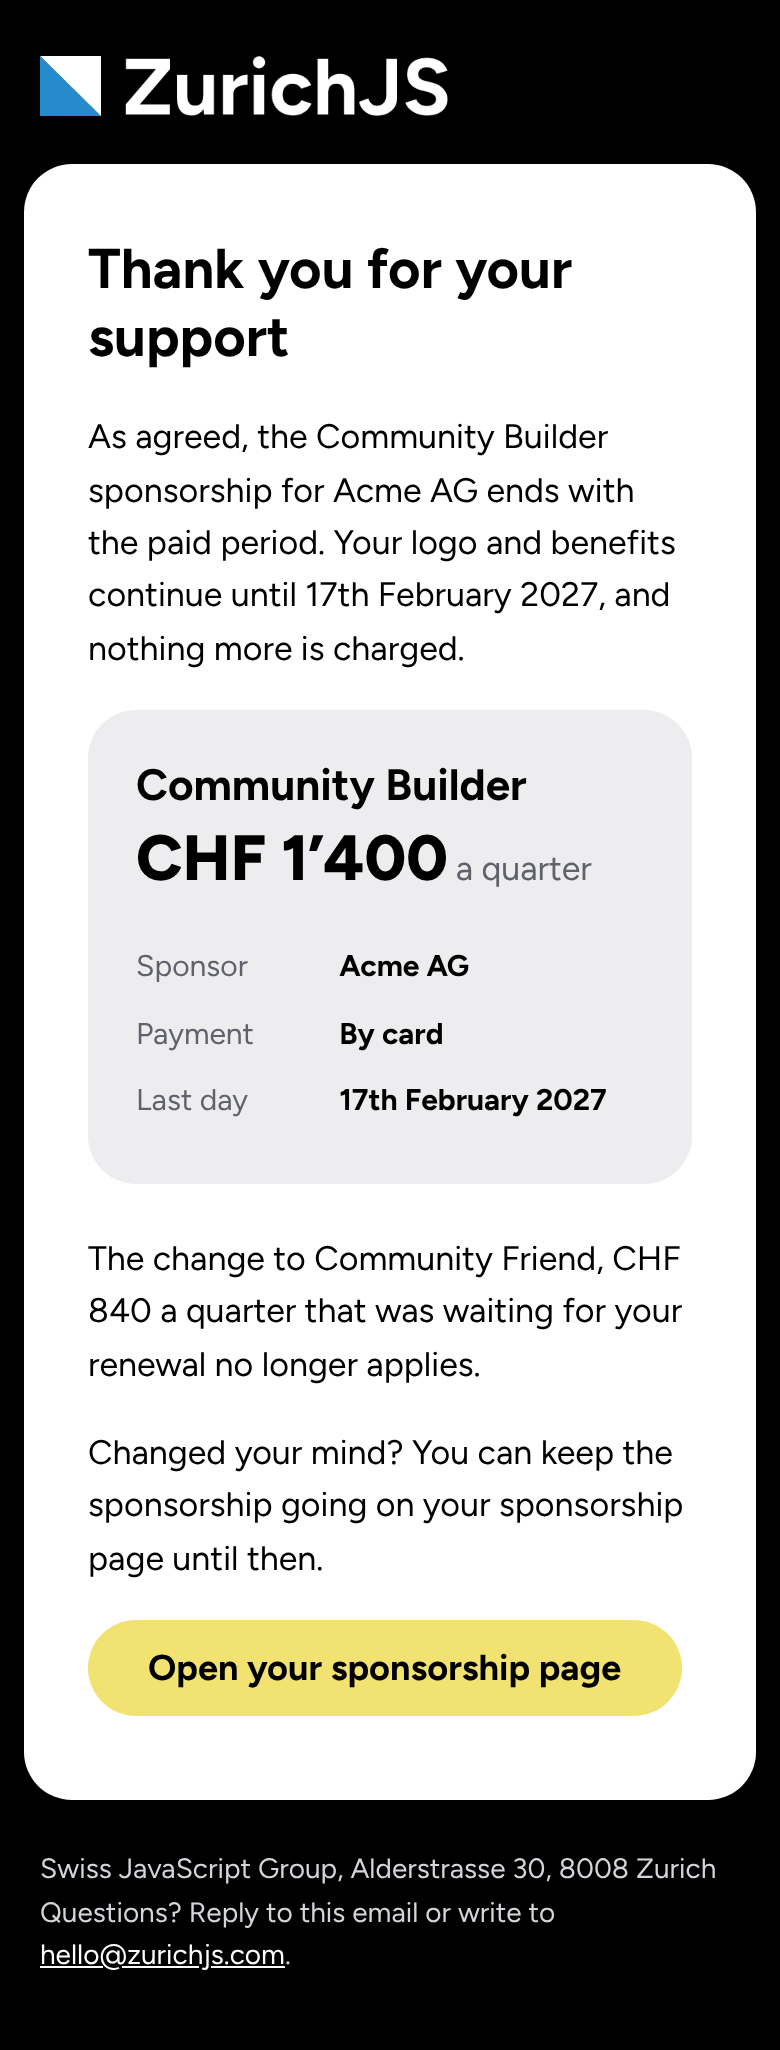 ZurichJS
Thank you for your
support
As agreed, the Community Builder
sponsorship for Acme AG ends with
the paid period. Your logo and benefits
continue until 17th February 2027, and
nothing more is charged.
Community Builder
CHF 1’400 a quarter
Sponsor Acme AG
Payment By card
Last day 17th February 2027
The change to Community Friend, CHF
840 a quarter that was waiting for your
renewal no longer applies.
Changed your mind? You can keep the
sponsorship going on your sponsorship
page until then.
Open your sponsorship page
Swiss JavaScript Group, Alderstrasse 30, 8008 Zurich
Questions? Reply to this email or write to
hello@zurichjs.com.